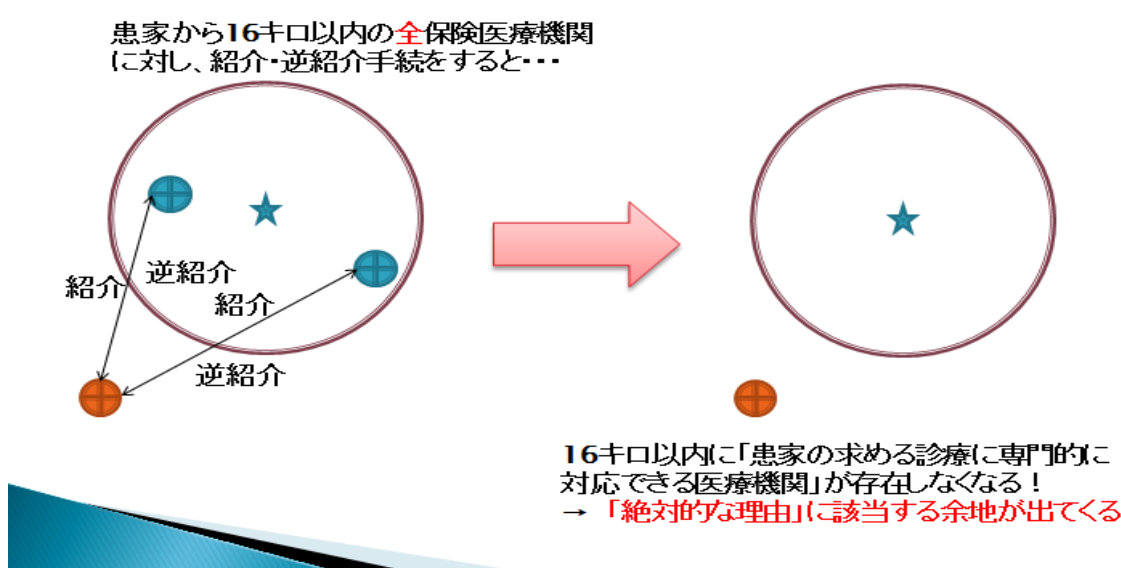 患家から16キロ以内の全保険医療機関
に対し、紹介・逆紹介手続をすると・・・
逆紹介
紹介
紹介
逆紹介
16キロ以内に「患家の求める診療に専門的に
対応できる医療機関」が存在しなくなる！
→ 「絶対的な理由」に該当する余地が出てくる